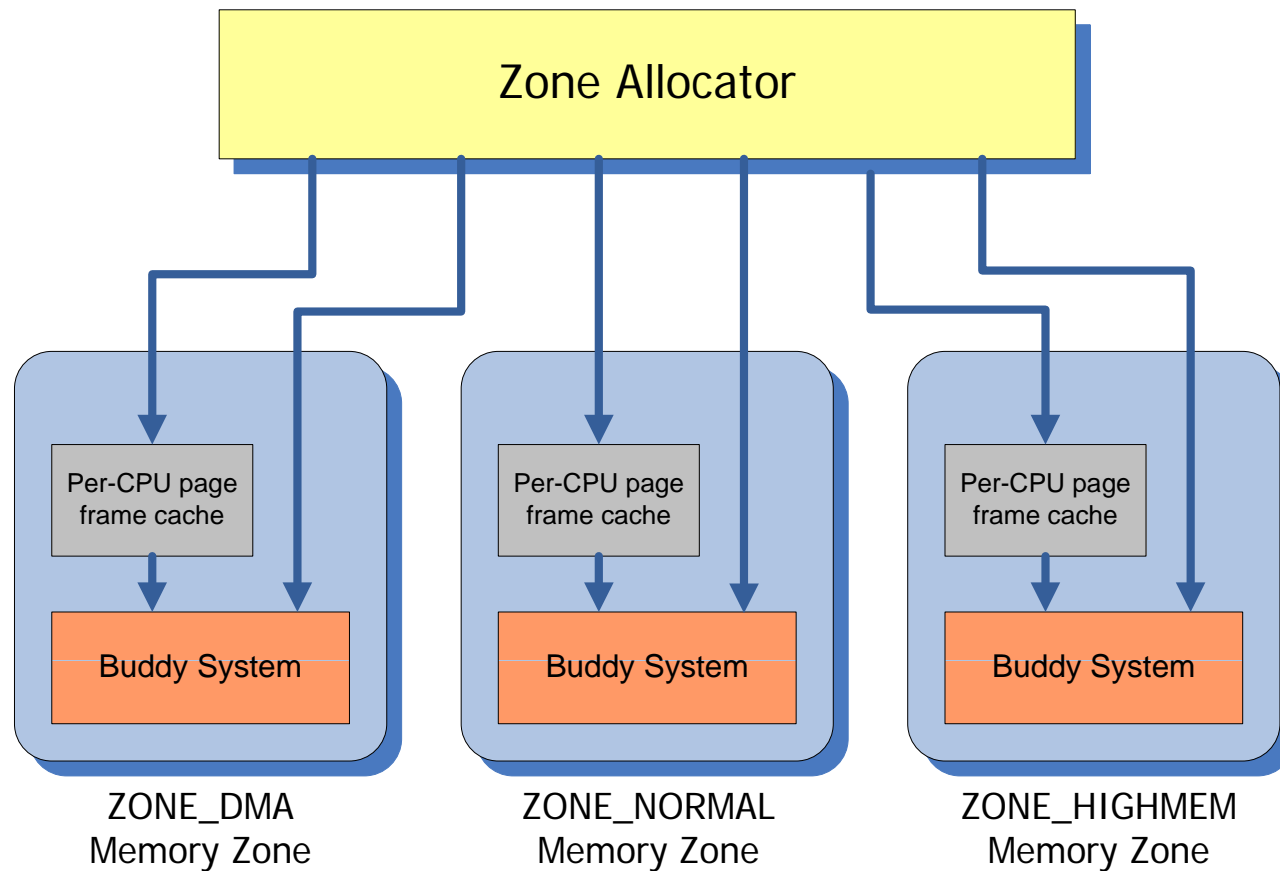 Zone Allocator
Per-CPU page
frame cache
Buddy System
Per-CPU page
frame cache
Buddy System
Per-CPU page
frame cache
Buddy System
ZONE_DMA
Memory Zone
ZONE_NORMAL
Memory Zone
ZONE_HIGHMEM
Memory Zone